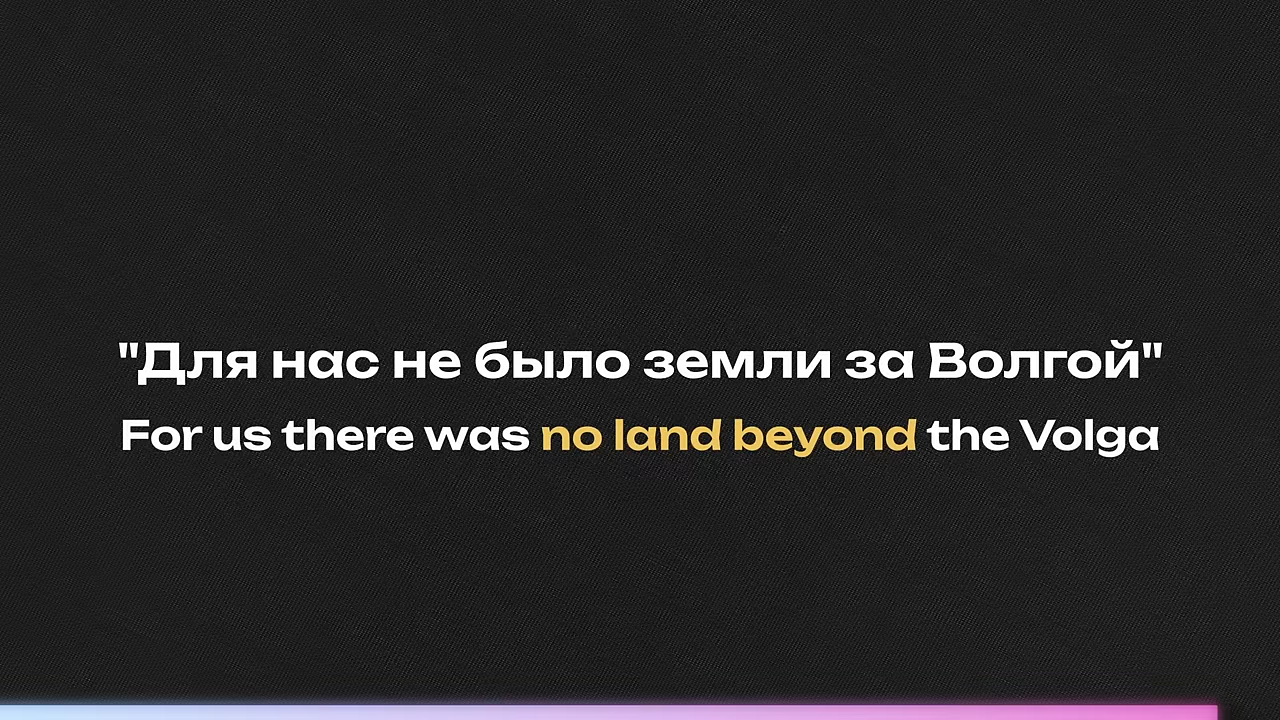 "Для нас не было земли за Волгой"
For us there was no land beyond the Volga